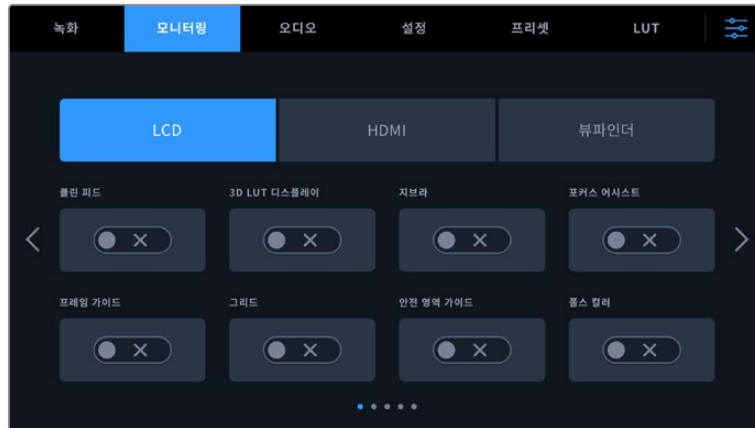 녹화 모니터링 오디오 설정 프리셋 LUT
LCD HDMI 뷰파인더
클린 피드 3D LUT 디스플레이 지브라 포커스 어시스트
프레임 가이드 그리드 안전 영역 가이드 폴스 컬러